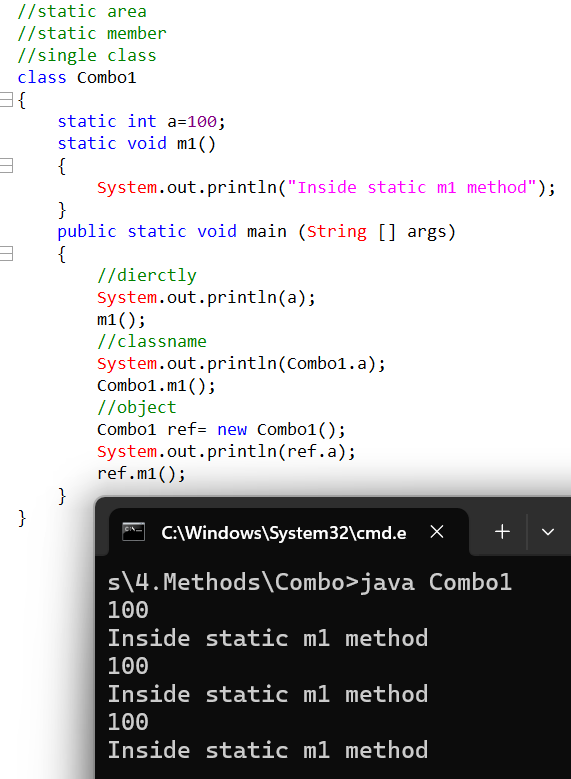 //static area
//static member
//single class
class Combo1
{
static int a=100;
static void m1()
{
System.out.println("Inside static m1 method");
}
public static void main (String [] args)
{
//dierctly
System.out.println(a);
m1();
//classname
System.out.println(Combo1.a);
Combo1.m1();
//object
Combo1 ref= new Combo1();
System.out.println(ref.a);
ref.m1();
}
}
C:\Windows\System32\cmd.e
s\4.Methods\Combo>java Combo1
100
Inside static m1 method
100
Inside static m1 method
100
Inside static m1 method